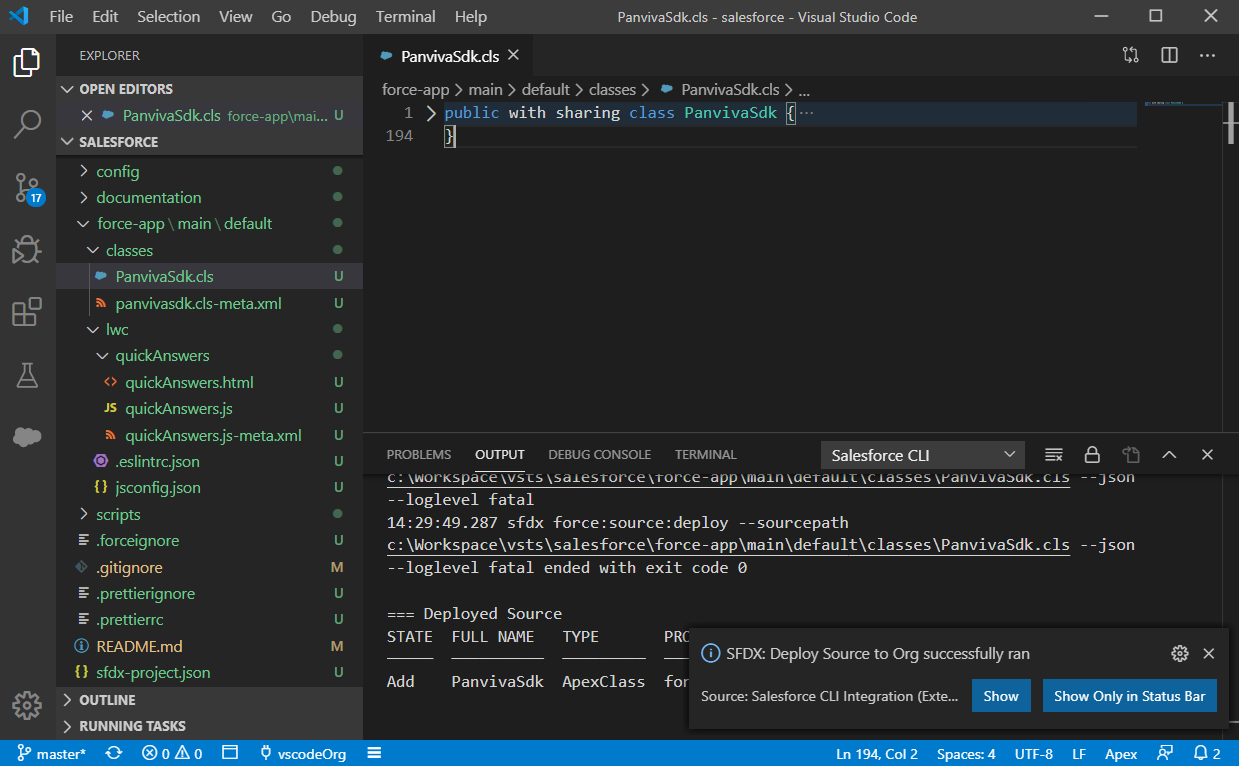 File Edit Selection View Go Debug Terminal Help PanvivaSdk.cls - salesforce - Visual Studio Code
EXPLORER
OPEN EDITORS
PanvivaSdk.cls force-app\mai... U
SALESFORCE
config
documentation
force-app \ main \ default
classes
PanvivaSdk.cls U
panvivasdk.cls-meta.xml U
lwc
quickAnswers
quickAnswers.html U
JS quickAnswers.js U
quickAnswers.js-meta.xml U
.eslintrc.json U
{} jsconfig.json U
scripts
.forceignore U
.gitignore M
.prettierignore U
.prettierrc U
README.md M
{} sfdx-project.json U
OUTLINE
RUNNING TASKS
17
PanvivaSdk.cls
force-app > main > default > classes > PanvivaSdk.cls > ...
1 public with sharing class PanvivaSdk { ...
194 }
PROBLEMS OUTPUT DEBUG CONSOLE TERMINAL Salesforce CLI
c:\Workspace\vsts\salesforce\force-app\main\default\classes\PanvivaSdk.cls --json
--loglevel fatal
14:29:49.287 sfdx force:source:deploy --sourcepath
c:\Workspace\vsts\salesforce\force-app\main\default\classes\PanvivaSdk.cls --json
--loglevel fatal ended with exit code 0
=== Deployed Source
STATE FULL NAME TYPE PRO
Add PanvivaSdk ApexClass for
SFDX: Deploy Source to Org successfully ran
Source: Salesforce CLI Integration (Exte... Show Show Only in Status Bar
master* 0 0 vscodeOrg Ln 194, Col 2 Spaces: 4 UTF-8 LF Apex 2